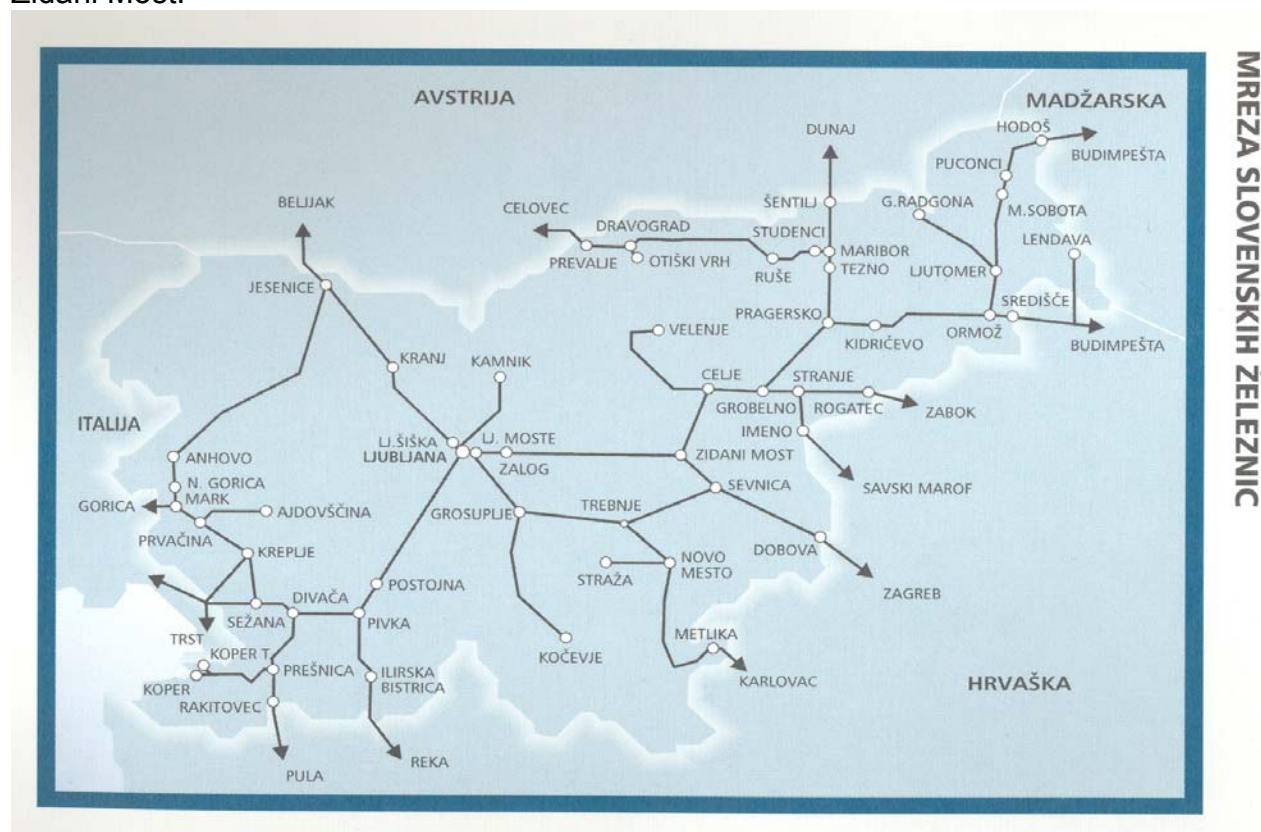 Zidani Most.
MREZA SLOVENSKIH ŽELEZNIC
AVSTRIJA
MADŽARSKA
HODOŠ
DUNAJ
BUDIMPEŠTA
PUCONCI
BELJAK
CELOVEC
DRAVOGRAD
ŠENTILJ
STUDENCI
G.RADGONA
M.SOBOTA
LENDAVA
PREVALJE
OTIŠKI VRH
RUŠE
MARIBOR
TEZNO
LJUTOMER
JESENICE
SREDIŠČE
PRAGERSKO
VELENJE
KIDRIČEVO
ORMOŽ
BUDIMPEŠTA
KRANJ
KAMNIK
CELJE
STRANJE
GROBELNO
ROGATEC
ZABOK
ITALIJA
IMENO
LJ.ŠIŠKA
LJ. MOSTE
LJUBLJANA
ZALOG
ZIDANI MOST
ANHOVO
N. GORICA
MARK
SEVNICA
SAVSKI MAROF
GORICA
AJDOVŠČINA
GROSUPLJE
TREBNJE
PRVAČINA
KREPLJE
DOBOVA
NOVO
MESTO
STRAŽA
POSTOJNA
ZAGREB
DIVAČA
SEŽANA
PIVKA
TRST
KOPER T.
KOČEVJE
METLIKA
PREŠNICA
ILIRSKA
BISTRICA
KOPER
KARLOVAC
HRVAŠKA
RAKITOVEC
REKA
PULA